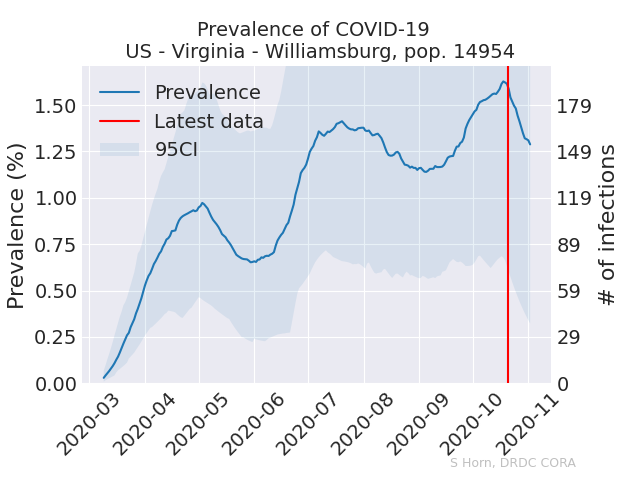 Prevalence of COVID-19
US - Virginia - Williamsburg, pop. 14954
Prevalence
Latest data
95CI
Prevalence (%)
1.50
1.25
1.00
0.75
0.50
0.25
0.00
179
149
119
89
59
29
0
# of infections
2020-03
2020-04
2020-05
2020-06
2020-07
2020-08
2020-09
2020-10
2020-11
S Horn, DRDC CORA